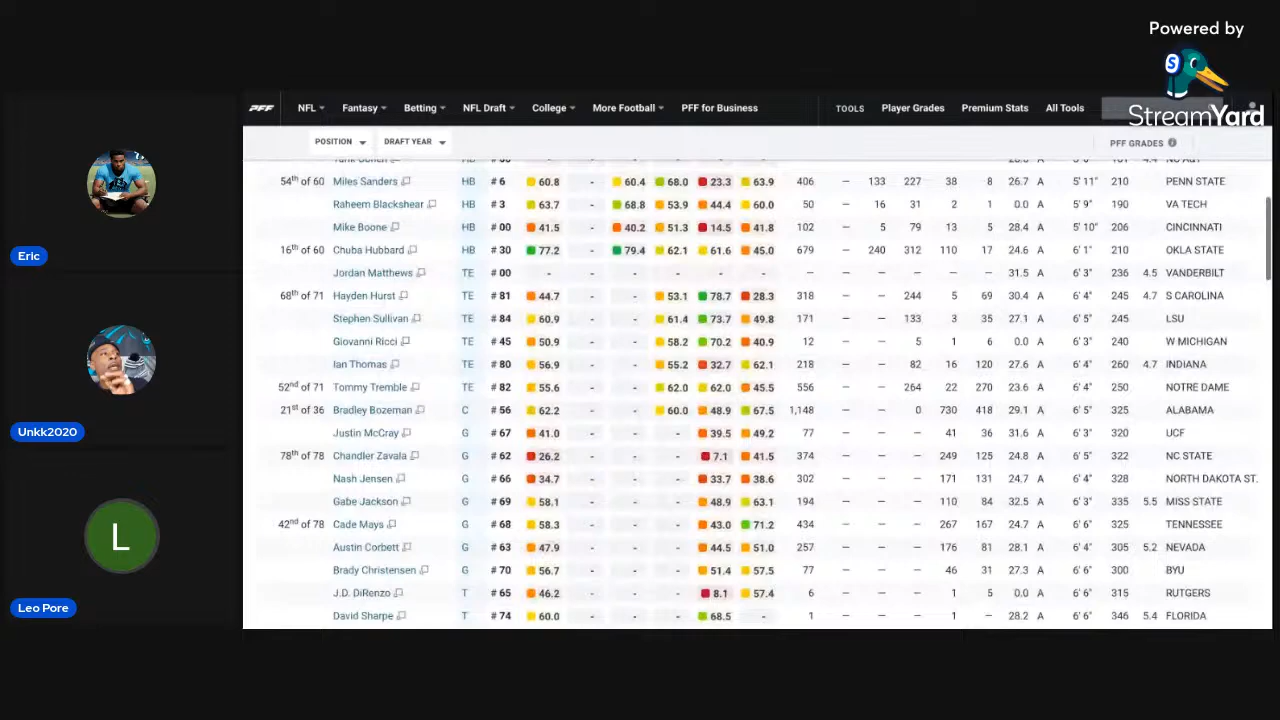 Powered by
S
StreamYard
PFF NFL Fantasy Betting NFL Draft College More Football PFF for Business TOOLS Player Grades Premium Stats All Tools
POSITION DRAFT YEAR PFF GRADES
54th of 60 Miles Sanders HB # 6 60.8 - 60.4 68.0 23.3 63.9 406 – 133 227 38 8 26.7 A 5' 11" 210 PENN STATE
Raheem Blackshear HB # 3 63.7 - 68.8 53.9 44.4 60.0 50 – 16 31 2 1 0.0 A 5' 9" 190 VA TECH
Mike Boone HB # 00 41.5 - 40.2 51.3 14.5 41.8 102 – 5 79 13 5 28.4 A 5' 10" 206 CINCINNATI
16th of 60 Chuba Hubbard HB # 30 77.2 - 79.4 62.1 61.6 45.0 679 – 240 312 110 17 24.6 A 6' 1" 210 OKLA STATE
Jordan Matthews TE # 00 - - - - - - – – – – – 31.5 A 6' 3" 236 4.5 VANDERBILT
68th of 71 Hayden Hurst TE # 81 44.7 - - 53.1 78.7 28.3 318 – – 244 5 69 30.4 A 6' 4" 245 4.7 S CAROLINA
Stephen Sullivan TE # 84 60.9 - - 61.4 73.7 49.8 171 – – 133 3 35 27.1 A 6' 5" 245 LSU
Giovanni Ricci TE # 45 50.9 - - 58.2 70.2 40.9 12 – – 5 1 6 0.0 A 6' 3" 240 W MICHIGAN
Ian Thomas TE # 80 56.9 - - 55.2 32.7 62.1 218 – – 82 16 120 27.6 A 6' 4" 260 4.7 INDIANA
52nd of 71 Tommy Tremble TE # 82 55.6 - - 62.0 62.0 45.5 556 – – 264 22 270 23.6 A 6' 4" 250 NOTRE DAME
21st of 36 Bradley Bozeman C # 56 62.2 - - 60.0 48.9 67.5 1,148 – – 0 730 418 29.1 A 6' 5" 325 ALABAMA
Justin McCray G # 67 41.0 - - - 39.5 49.2 77 – – – 41 36 31.6 A 6' 3" 320 UCF
78th of 78 Chandler Zavala G # 62 26.2 - - - 7.1 41.5 374 – – – 249 125 24.8 A 6' 5" 322 NC STATE
Nash Jensen G # 66 34.7 - - - 33.7 38.6 302 – – – 171 131 24.7 A 6' 4" 328 NORTH DAKOTA ST.
Gabe Jackson G # 69 58.1 - - - 48.9 63.1 194 – – – 110 84 32.5 A 6' 3" 335 5.5 MISS STATE
42nd of 78 Cade Mays G # 68 58.3 - - - 43.0 71.2 434 – – – 267 167 24.7 A 6' 6" 325 TENNESSEE
Austin Corbett G # 63 47.9 - - - 44.5 51.0 257 – – – 176 81 28.1 A 6' 4" 305 5.2 NEVADA
Brady Christensen G # 70 56.7 - - - 51.4 57.5 77 – – – 46 31 27.3 A 6' 6" 300 BYU
J.D. DiRenzo T # 65 46.2 - - - 8.1 57.4 6 – – – 1 5 0.0 A 6' 6" 315 RUTGERS
David Sharpe T # 74 60.0 - - - 68.5 - 1 – – – 1 – 28.2 A 6' 6" 346 5.4 FLORIDA
Eric
Unkk2020
L
Leo Pore